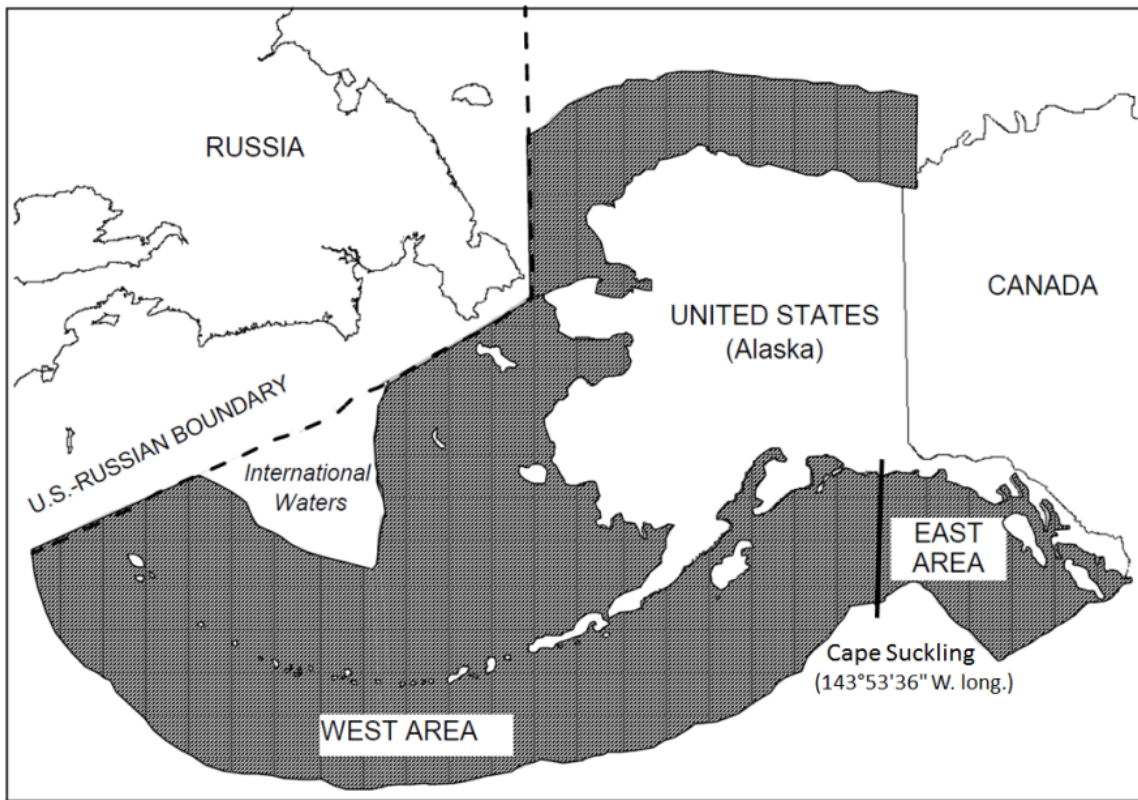 RUSSIA
CANADA
UNITED STATES
(Alaska)
U.S.-RUSSIAN BOUNDARY
International
Waters
EAST
AREA
Cape Suckling
(143°53'36" W. long.)
WEST AREA